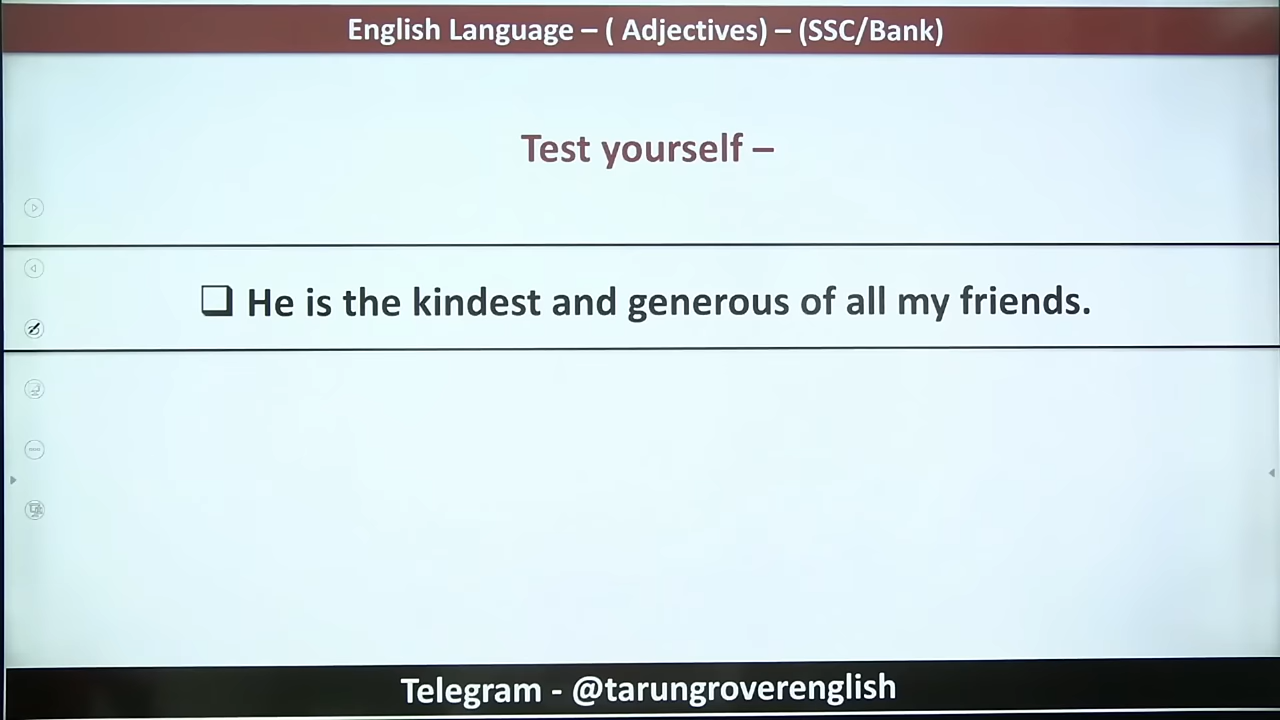 English Language – ( Adjectives) – (SSC/Bank)
Test yourself –
❑ He is the kindest and generous of all my friends.
Telegram - @tarungroverenglish